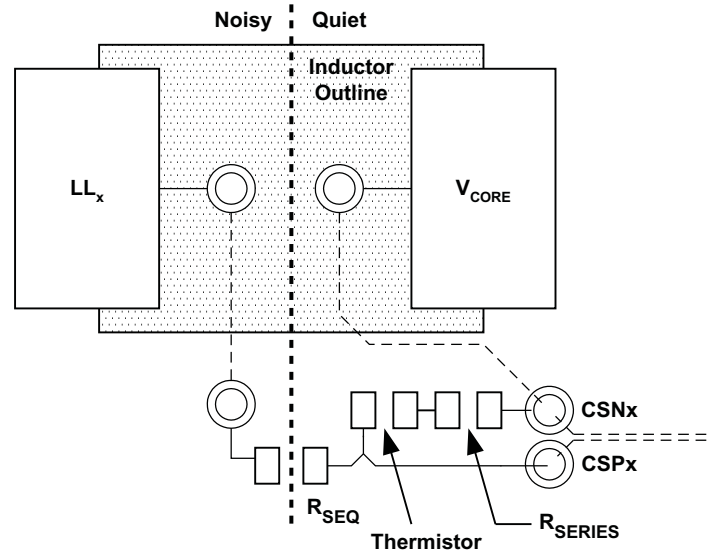 Noisy Quiet
Inductor
Outline
LLx
VCORE
CSNx
CSPx
RSEQ
Thermistor
RSERIES